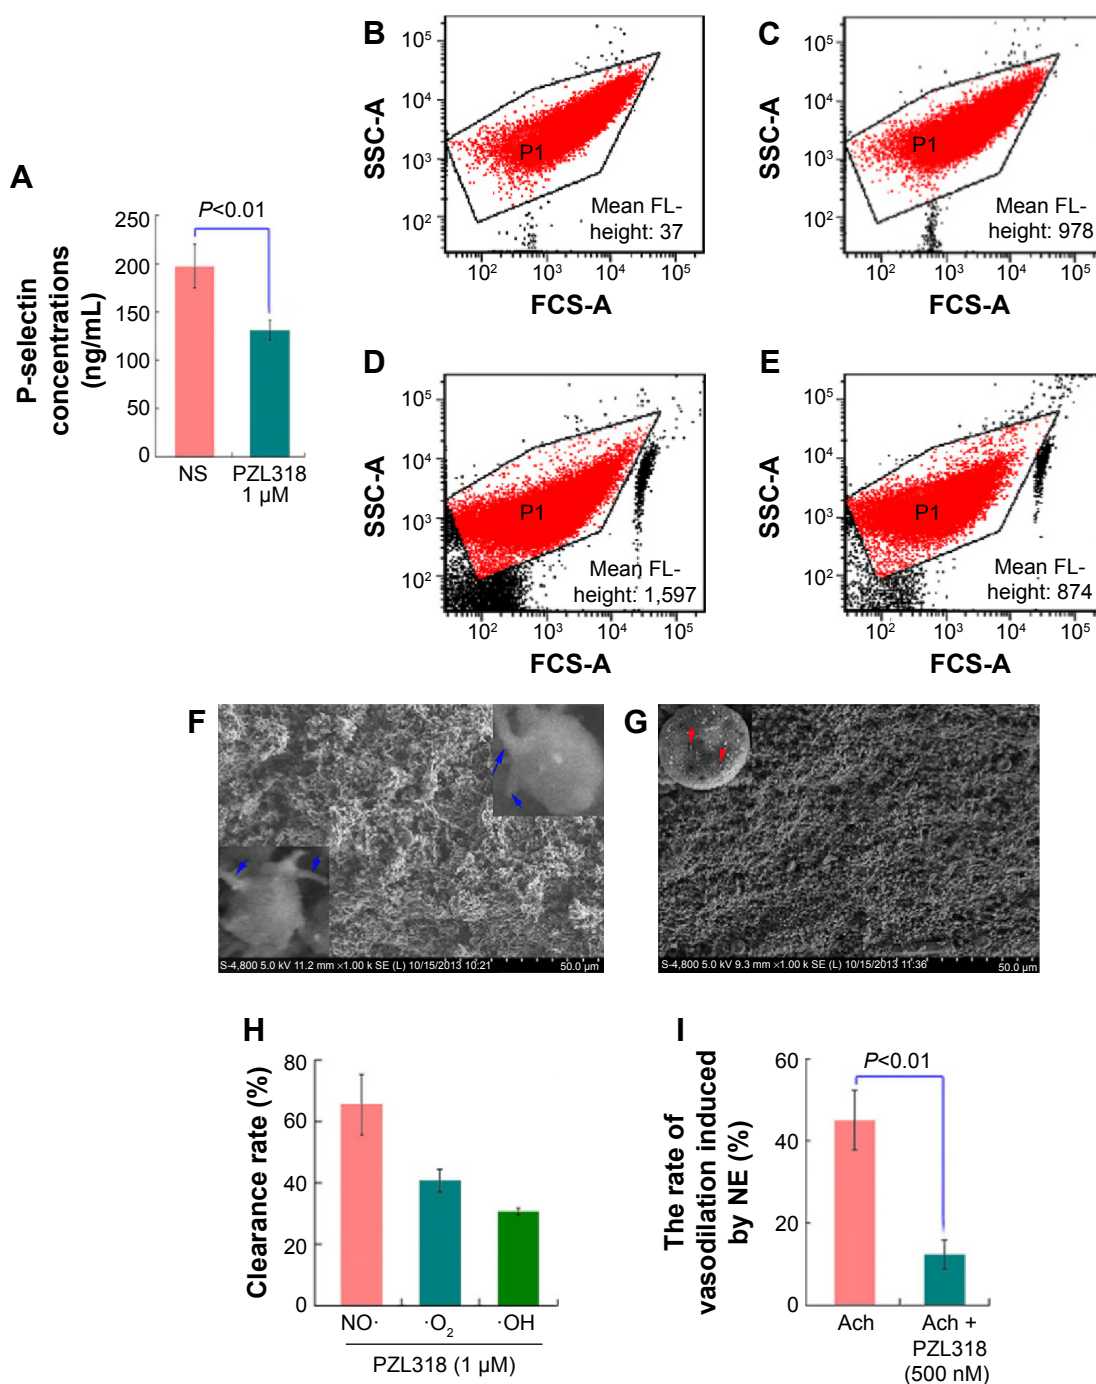 A
P-selectin
concentrations
(ng/mL)
250
200
150
100
50
0
P<0.01
NS
PZL318
1 μM
B
SSC-A
10⁵
10⁴
10³
10²
P1
Mean FL-
height: 37
10² 10³ 10⁴ 10⁵
FCS-A
C
SSC-A
10⁵
10⁴
10³
10²
P1
Mean FL-
height: 978
10² 10³ 10⁴ 10⁵
FCS-A
D
SSC-A
10⁵
10⁴
10³
10²
P1
Mean FL-
height: 1,597
10² 10³ 10⁴ 10⁵
FCS-A
E
SSC-A
10⁵
10⁴
10³
10²
P1
Mean FL-
height: 874
10² 10³ 10⁴ 10⁵
FCS-A
F
S-4,800 5.0 kV 11.2 mm ×1.00 k SE (L) 10/15/2013 10:21 50.0 μm
G
S-4,800 5.0 kV 9.3 mm ×1.00 k SE (L) 10/15/2013 11:36 50.0 μm
H
Clearance rate (%)
80
60
40
20
0
NO· ·O₂ ·OH
PZL318 (1 μM)
I
The rate of
vasodilation induced
by NE (%)
60
40
20
0
P<0.01
Ach
Ach +
PZL318
(500 nM)